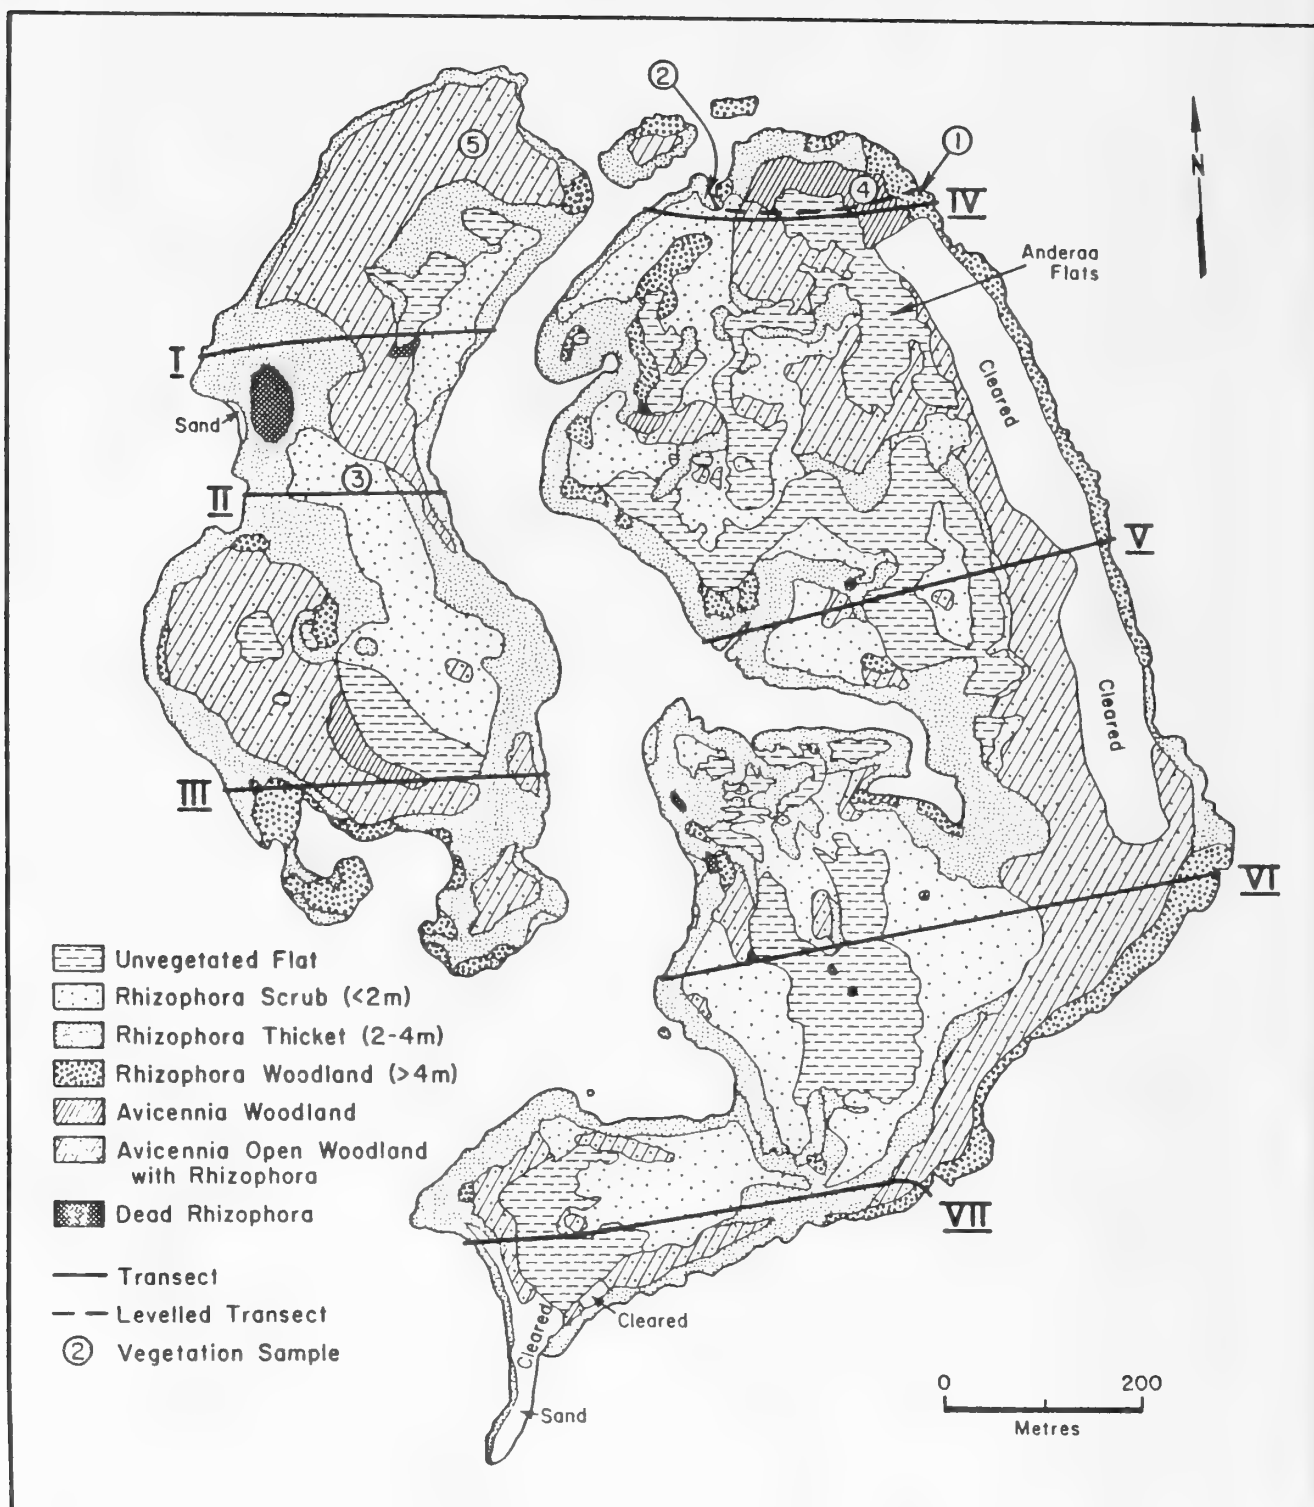 ②
①
⑤
④
IV
N
Anderaa
Flats
I
Sand
Cleared
③
II
V
Cleared
III
VI
Unvegetated Flat
Rhizophora Scrub (<2m)
Rhizophora Thicket (2-4m)
Rhizophora Woodland (>4m)
Avicennia Woodland
Avicennia Open Woodland
with Rhizophora
Dead Rhizophora
VII
Transect
Levelled Transect
② Vegetation Sample
Cleared
Cleared
Sand
0 200
Metres